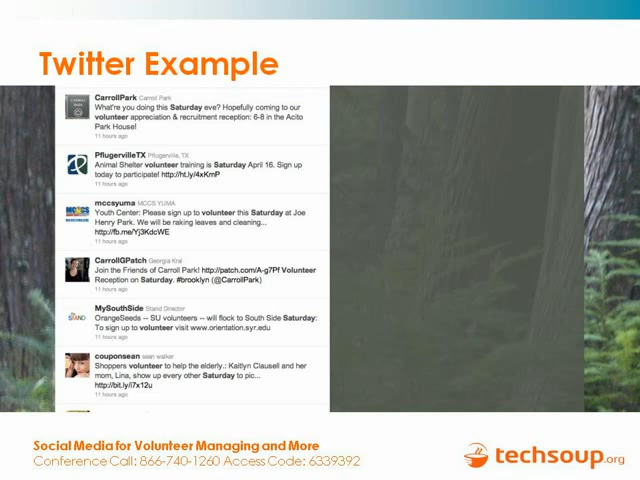 Twitter Example
CarrollPark Carroll Park
What're you doing this Saturday eve? Hopefully coming to our
volunteer appreciation & recruitment reception: 6-8 in the Acito
Park House!
11 hours ago
PflugervilleTX Pflugerville, TX
Animal Shelter volunteer training is Saturday April 16. Sign up
today to participate! http://ht.ly/4xKmP
11 hours ago
mccsyuma MCCS YUMA
Youth Center: Please sign up to volunteer this Saturday at Joe
Henry Park. We will be raking leaves and cleaning...
http://fb.me/Yj3KdcWE
11 hours ago
CarrollGPatch Georgia Kral
Join the Friends of Carroll Park! http://patch.com/A-g7Pf Volunteer
Reception on Saturday. #brooklyn (@CarrollPark)
11 hours ago
MySouthSide Stand Director
OrangeSeeds -- SU volunteers -- will flock to South Side Saturday:
To sign up to volunteer visit www.orientation.syr.edu
11 hours ago
couponsean sean walker
Shoppers volunteer to help the elderly.: Kaitlyn Clausell and her
mom, Lina, show up every other Saturday to pic...
http://bit.ly/i7x12u
11 hours ago
Social Media for Volunteer Managing and More
Conference Call: 866-740-1260 Access Code: 6339392
techsoup.org